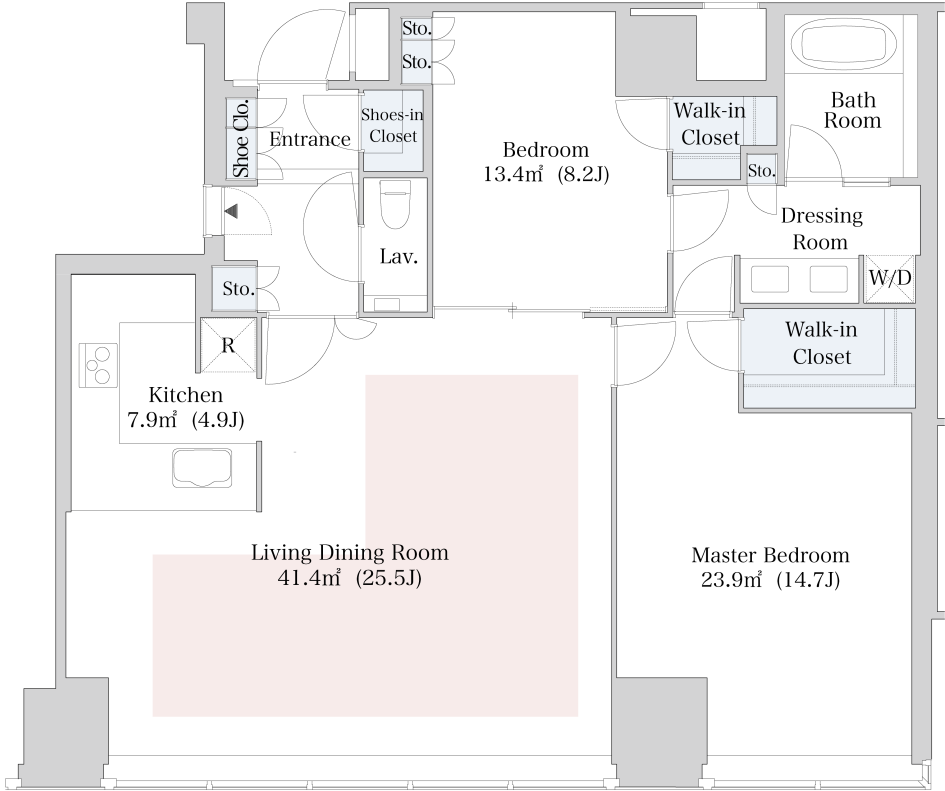 Sto.
Sto.
Shoe Clo.
Entrance
Shoes-in
Closet
Bedroom
13.4㎡ (8.2J)
Walk-in
Closet
Bath
Room
Sto.
Dressing
Room
Lav.
Sto.
W/D
R
Walk-in
Closet
Kitchen
7.9㎡ (4.9J)
Living Dining Room
41.4㎡ (25.5J)
Master Bedroom
23.9㎡ (14.7J)